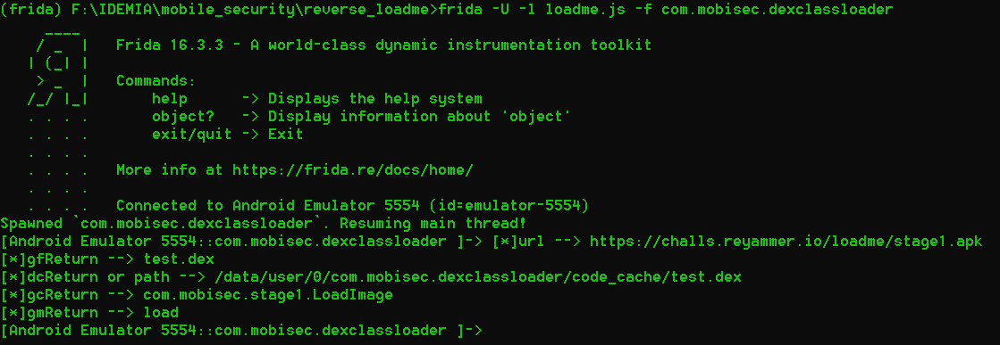 (frida) F:\IDEMIA\mobile_security\reverse_loadme>frida -U -l loadme.js -f com.mobisec.dexclassloader
     ____
    / _  |   Frida 16.3.3 - A world-class dynamic instrumentation toolkit
   | (_| |
    > _  |   Commands:
   /_/ |_|       help      -> Displays the help system
   . . . .       object?   -> Display information about 'object'
   . . . .       exit/quit -> Exit
   . . . .
   . . . .   More info at https://frida.re/docs/home/
   . . . .
   . . . .   Connected to Android Emulator 5554 (id=emulator-5554)
Spawned `com.mobisec.dexclassloader`. Resuming main thread!
[Android Emulator 5554::com.mobisec.dexclassloader ]-> [*]url --> https://challs.reyammer.io/loadme/stage1.apk
[*]gfReturn --> test.dex
[*]dcReturn or path --> /data/user/0/com.mobisec.dexclassloader/code_cache/test.dex
[*]gcReturn --> com.mobisec.stage1.LoadImage
[*]gmReturn --> load
[Android Emulator 5554::com.mobisec.dexclassloader ]->